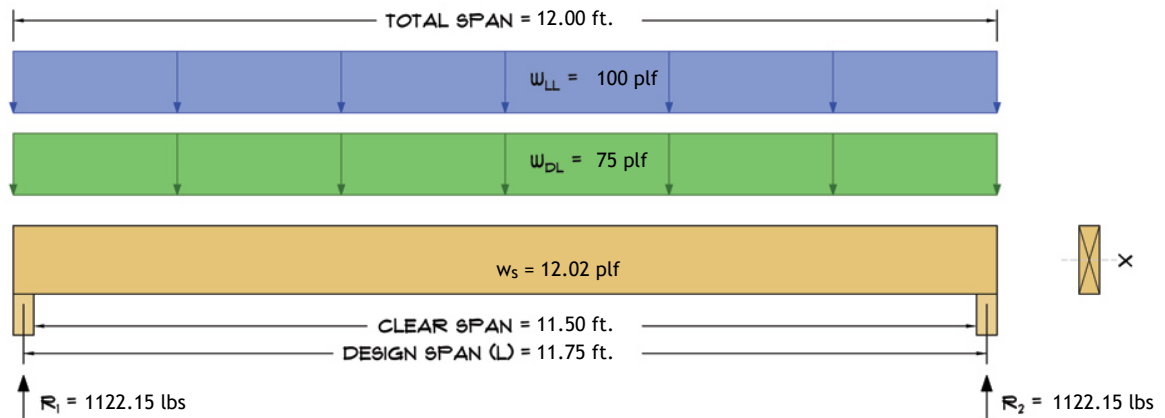 TOTAL SPAN = 12.00 ft.
WLL = 100 plf
WDL = 75 plf
ws = 12.02 plf
X
CLEAR SPAN = 11.50 ft.
DESIGN SPAN (L) = 11.75 ft.
R1 = 1122.15 lbs
R2 = 1122.15 lbs